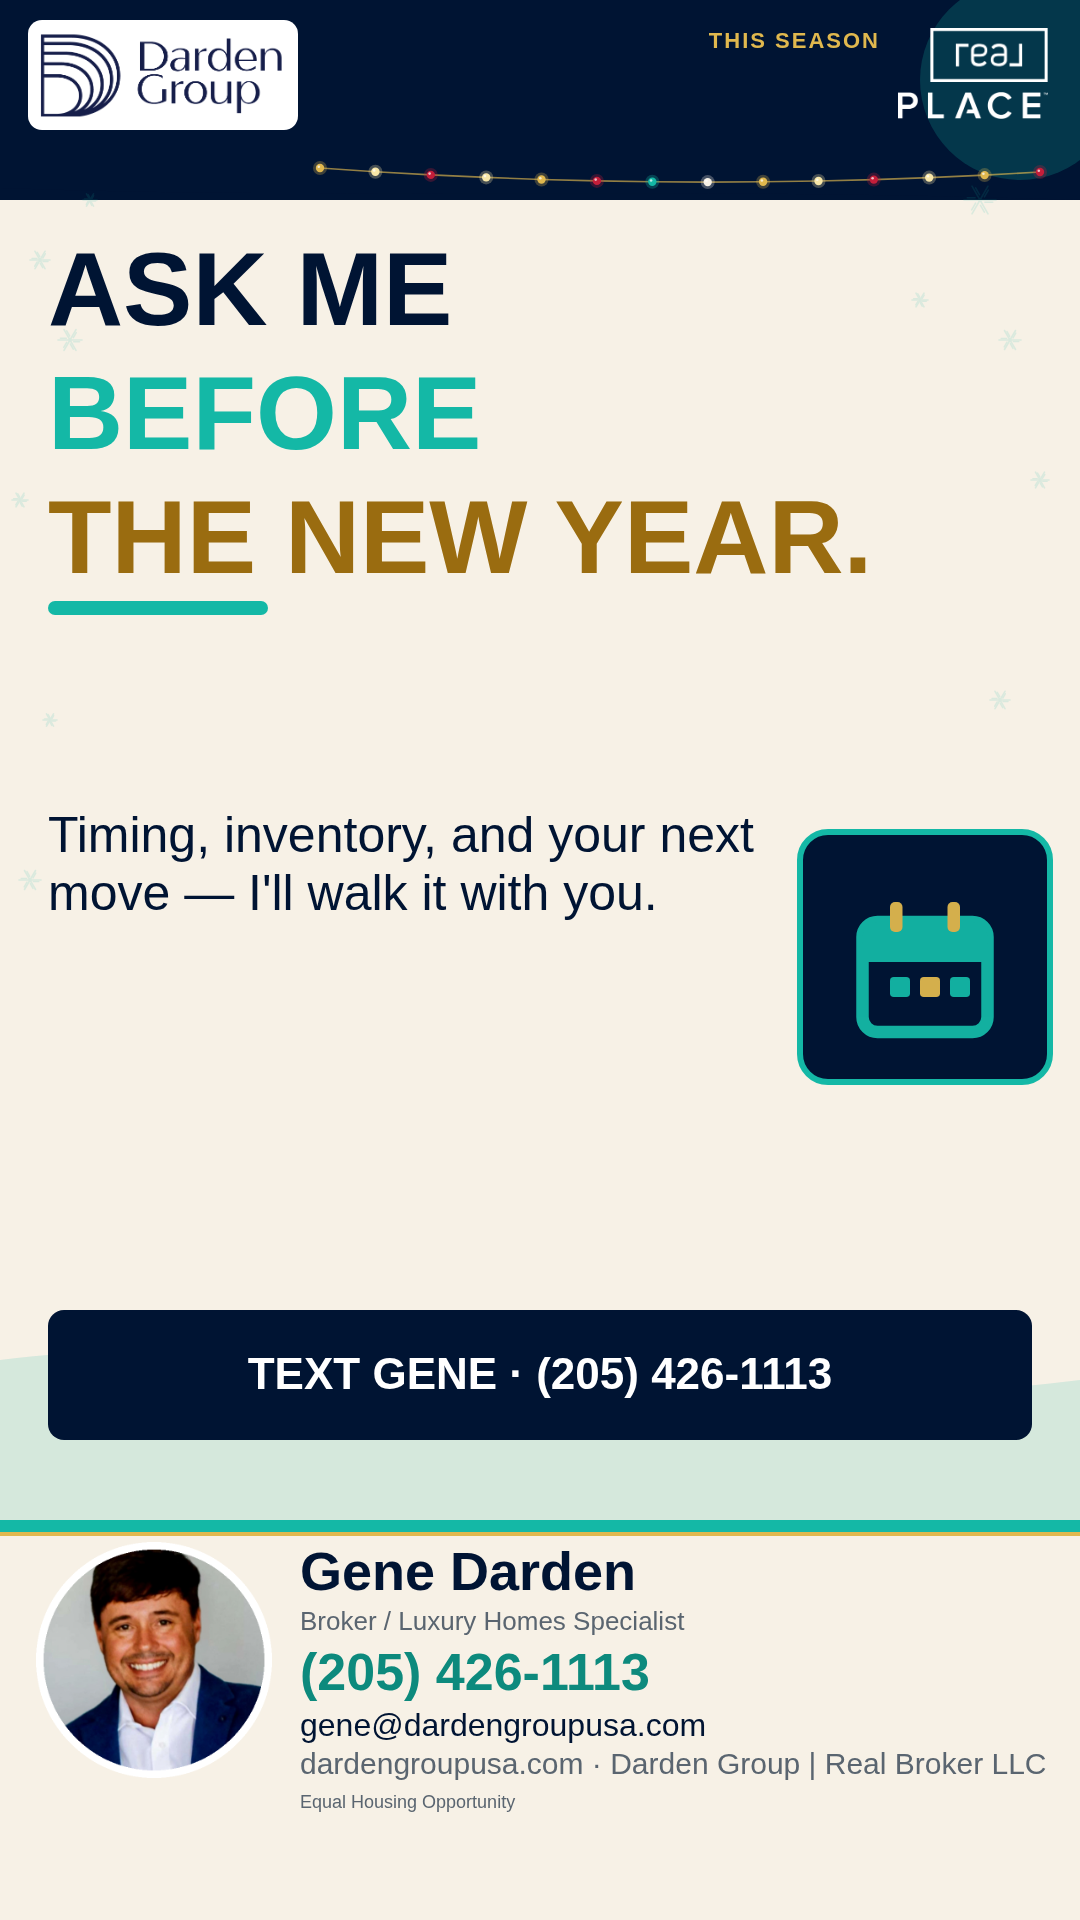 Darden
Group
THIS SEASON
real
PLACE™
ASK ME
BEFORE
THE NEW YEAR.
Timing, inventory, and your next
move — I'll walk it with you.
TEXT GENE · (205) 426-1113
Gene Darden
Broker / Luxury Homes Specialist
(205) 426-1113
gene@dardengroupusa.com
dardengroupusa.com · Darden Group | Real Broker LLC
Equal Housing Opportunity